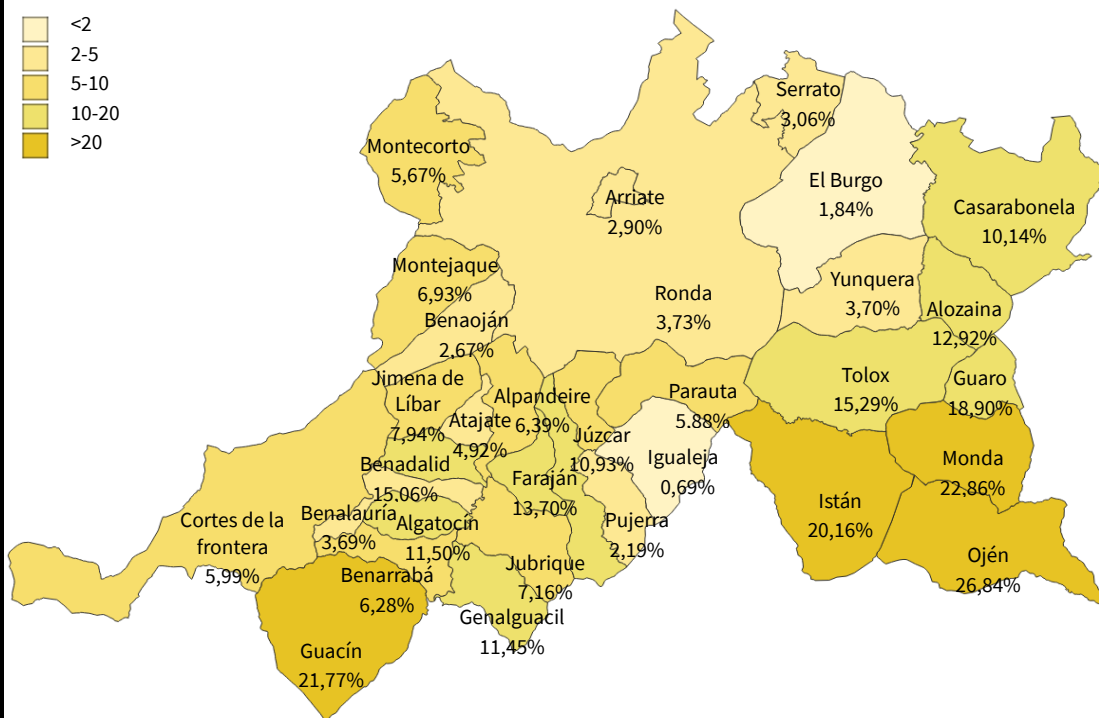 <2
2-5
5-10
10-20
>20
Serrato
3,06%
Montecorto
5,67%
El Burgo
1,84%
Arriate
2,90%
Casarabonela
10,14%
Montejaque
6,93%
Yunquera
3,70%
Ronda
3,73%
Alozaina
12,92%
Benaoján
2,67%
Jimena de
Líbar
7,94%
Alpandeire
6,39%
Parauta
5.88%
Tolox
15,29%
Guaro
18,90%
Atajate
4,92%
Júzcar
10,93%
Igualeja
0,69%
Monda
22,86%
Benadalid
15.06%
Faraján
13,70%
Istán
20,16%
Benalauría
3,69%
Algatocín
11,50%
Pujerra
2,19%
Cortes de la
frontera
5,99%
Jubrique
7,16%
Ojén
26,84%
Benarrabá
6,28%
Genalguacil
11,45%
Guacín
21,77%